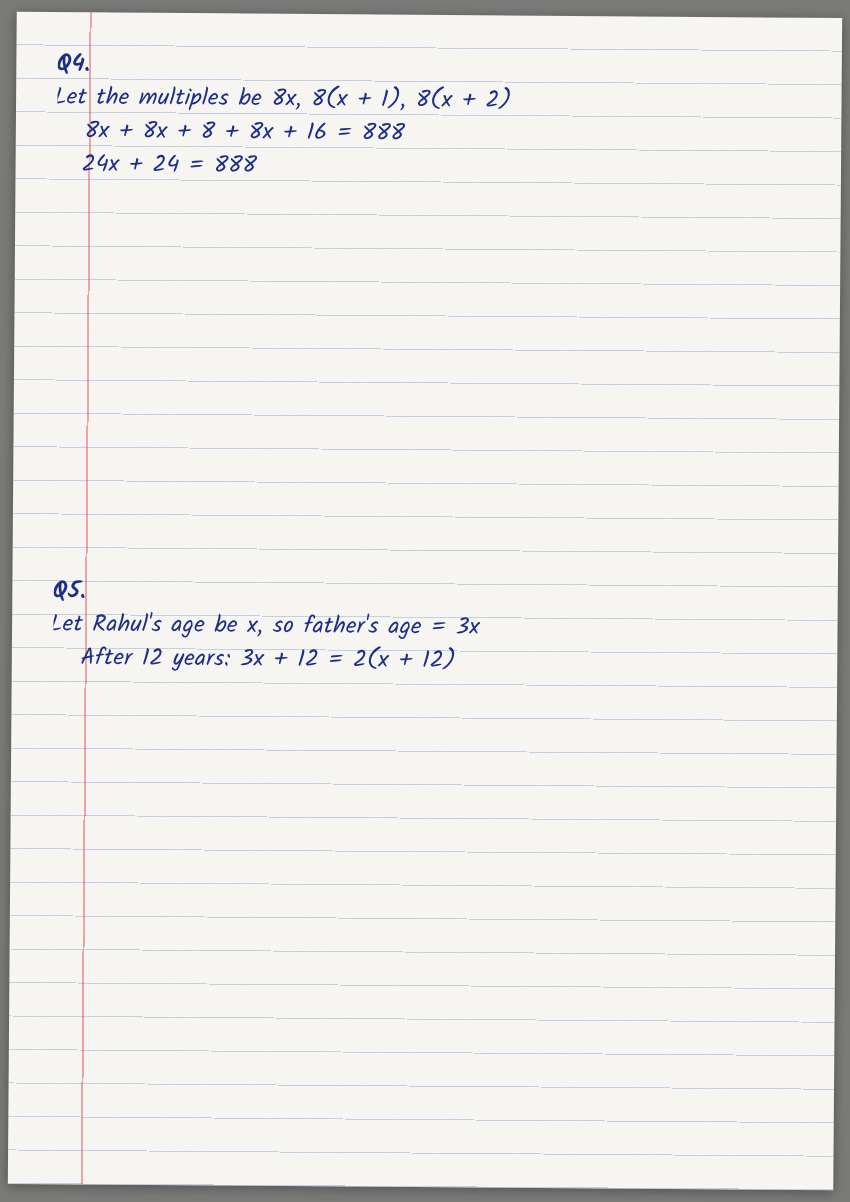 Q4.
Let the multiples be 8x, 8(x + 1), 8(x + 2)
8x + 8x + 8 + 8x + 16 = 888
24x + 24 = 888
Q5.
Let Rahul's age be x, so father's age = 3x
After 12 years: 3x + 12 = 2(x + 12)